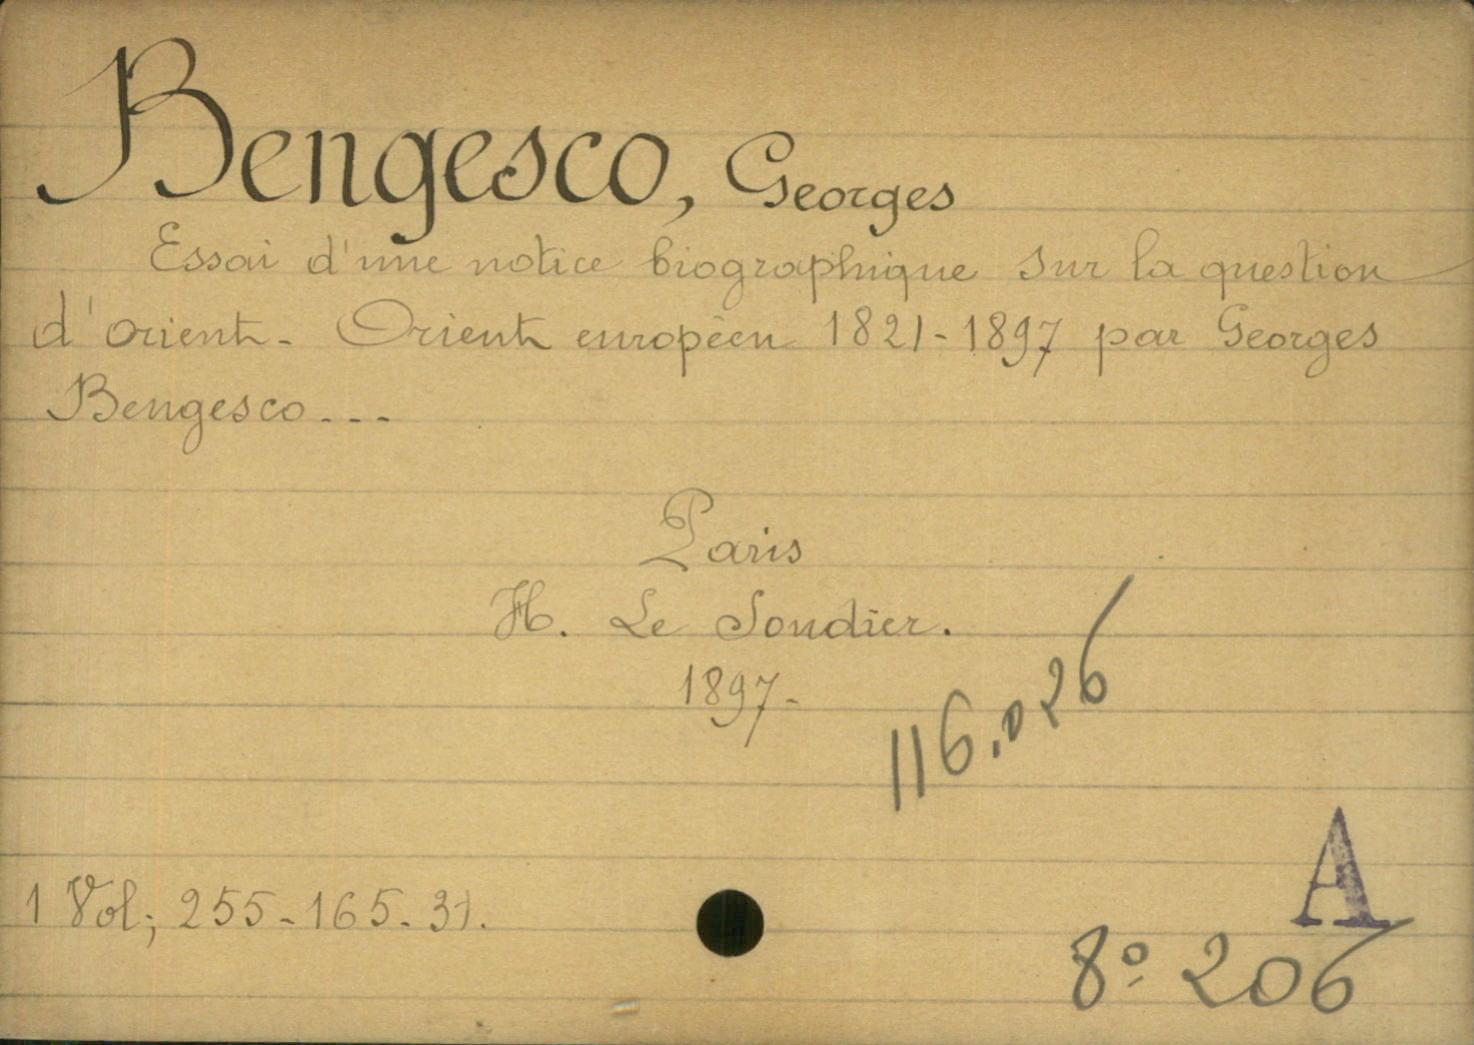 Bengesco, Georges
Essai d'une notice biographique sur la question
d'orient. Orient européen 1821-1897 par Georges
Bengesco...
Paris
H. Le Soudier.
1897-
116.026
1 Vol; 255-165-31.
A
8º 206